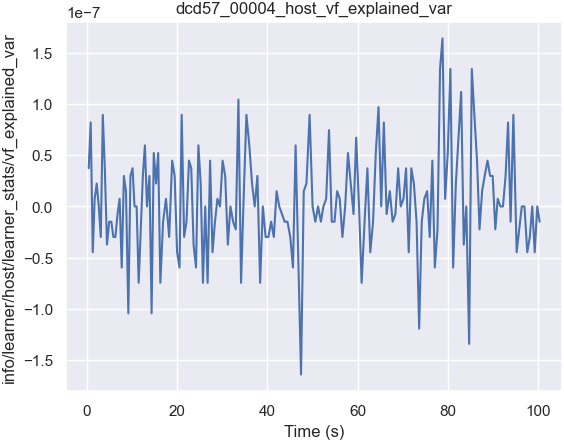 dcd57_00004_host_vf_explained_var
1e−7
info/learner/host/learner_stats/vf_explained_var
1.5
1.0
0.5
0.0
−0.5
−1.0
−1.5
0 20 40 60 80 100
Time (s)